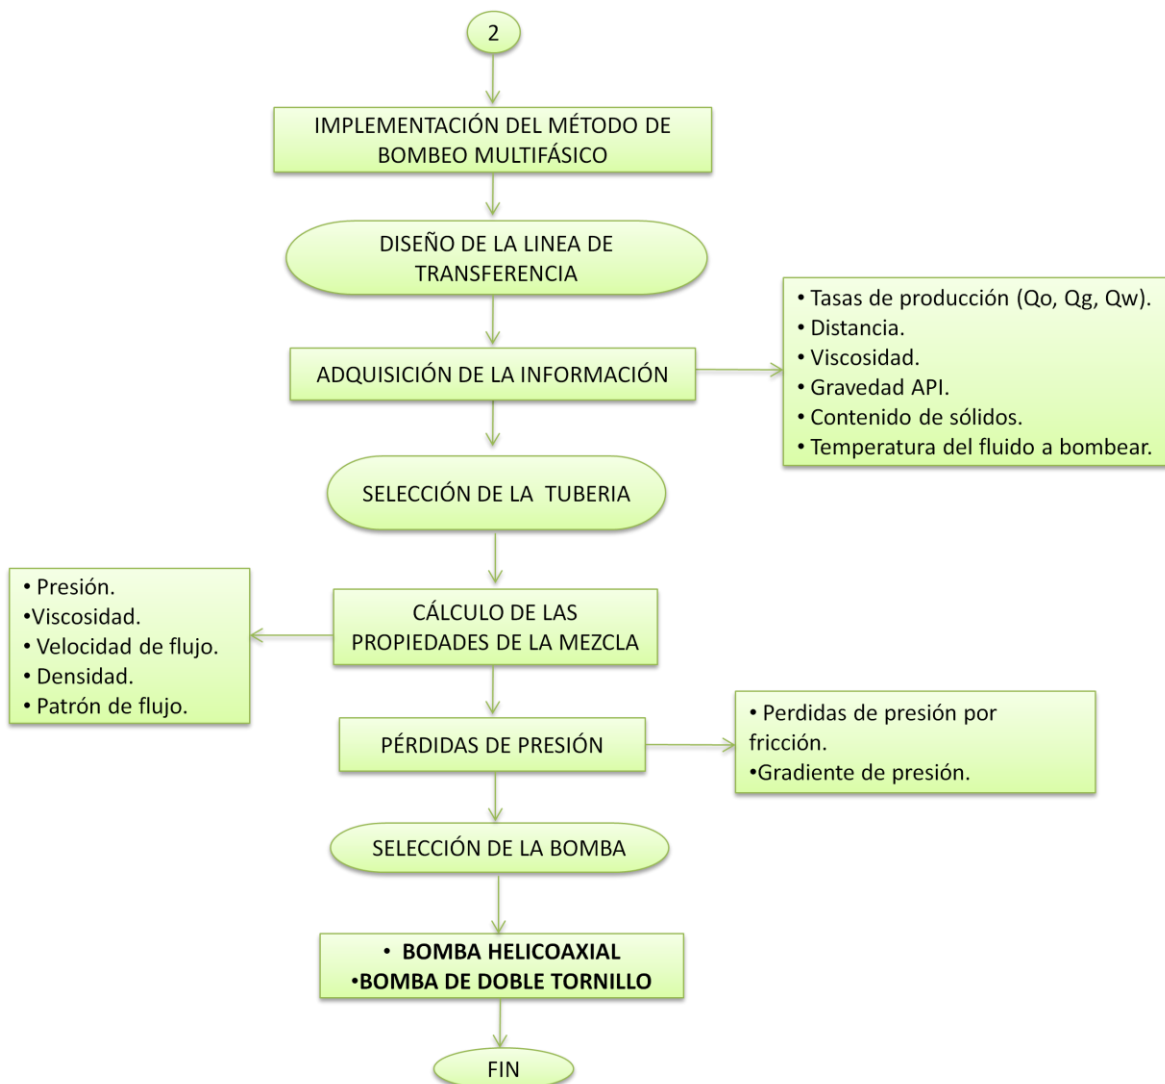 2
IMPLEMENTACIÓN DEL MÉTODO DE
BOMBEO MULTIFÁSICO
DISEÑO DE LA LINEA DE
TRANSFERENCIA
ADQUISICIÓN DE LA INFORMACIÓN
• Tasas de producción (Qo, Qg, Qw).
• Distancia.
• Viscosidad.
• Gravedad API.
• Contenido de sólidos.
• Temperatura del fluido a bombear.
SELECCIÓN DE LA TUBERIA
CÁLCULO DE LAS
PROPIEDADES DE LA MEZCLA
• Presión.
•Viscosidad.
• Velocidad de flujo.
• Densidad.
• Patrón de flujo.
PÉRDIDAS DE PRESIÓN
• Perdidas de presión por
fricción.
•Gradiente de presión.
SELECCIÓN DE LA BOMBA
• BOMBA HELICOAXIAL
•BOMBA DE DOBLE TORNILLO
FIN